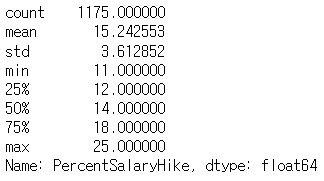 count    1175.000000
mean       15.242553
std         3.612852
min        11.000000
25%        12.000000
50%        14.000000
75%        18.000000
max        25.000000
Name: PercentSalaryHike, dtype: float64